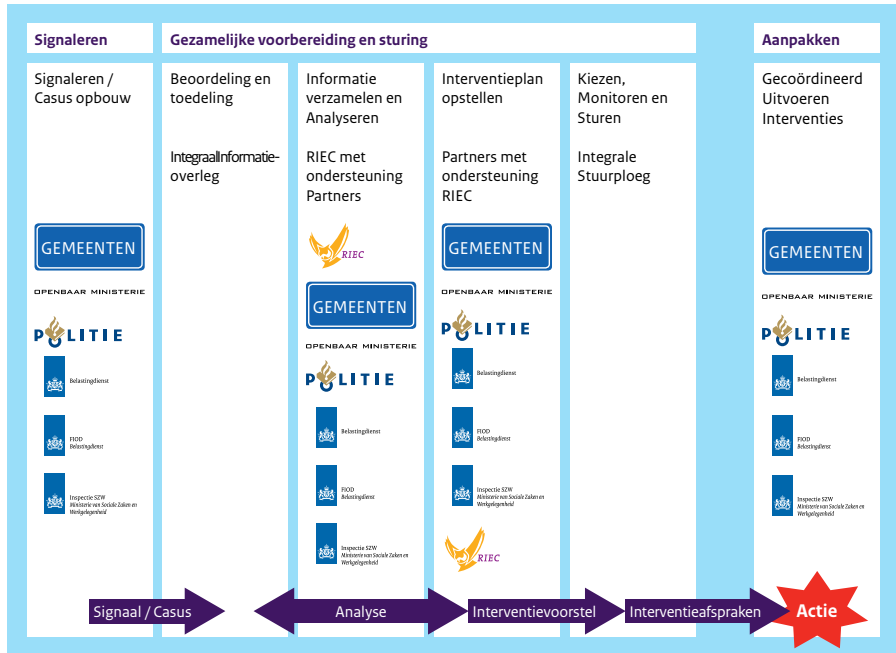 Signaleren
Gezamelijke voorbereiding en sturing
Aanpakken
Signaleren /
Casus opbouw
GEMEENTEN
OPENBAAR MINISTERIE
POLITIE
Belastingdienst
FIOD
Belastingdienst
Inspectie SZW
Ministerie van Sociale Zaken en
Werkgelegenheid
Beoordeling en
toedeling
IntegraalInformatie-
overleg
Informatie
verzamelen en
Analyseren
RIEC met
ondersteuning
Partners
RIEC
GEMEENTEN
OPENBAAR MINISTERIE
POLITIE
Belastingdienst
FIOD
Belastingdienst
Inspectie SZW
Ministerie van Sociale Zaken en
Werkgelegenheid
Interventieplan
opstellen
Partners met
ondersteuning
RIEC
GEMEENTEN
OPENBAAR MINISTERIE
POLITIE
Belastingdienst
FIOD
Belastingdienst
Inspectie SZW
Ministerie van Sociale Zaken en
Werkgelegenheid
RIEC
Kiezen,
Monitoren en
Sturen
Integrale
Stuurploeg
Gecoördineerd
Uitvoeren
Interventies
GEMEENTEN
OPENBAAR MINISTERIE
POLITIE
Belastingdienst
FIOD
Belastingdienst
Inspectie SZW
Ministerie van Sociale Zaken en
Werkgelegenheid
Signaal / Casus
Analyse
Interventievoorstel
Interventieafspraken
Actie